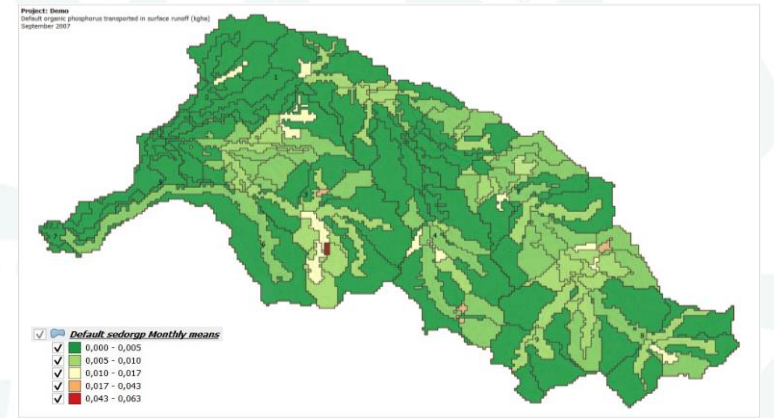 Project: Demo
Default organic phosphorus transported in surface runoff (kgha)
September 2007
1
Default sedorgp Monthly means
0,000 - 0,005
0,005 - 0,010
0,010 - 0,017
0,017 - 0,043
0,043 - 0,063